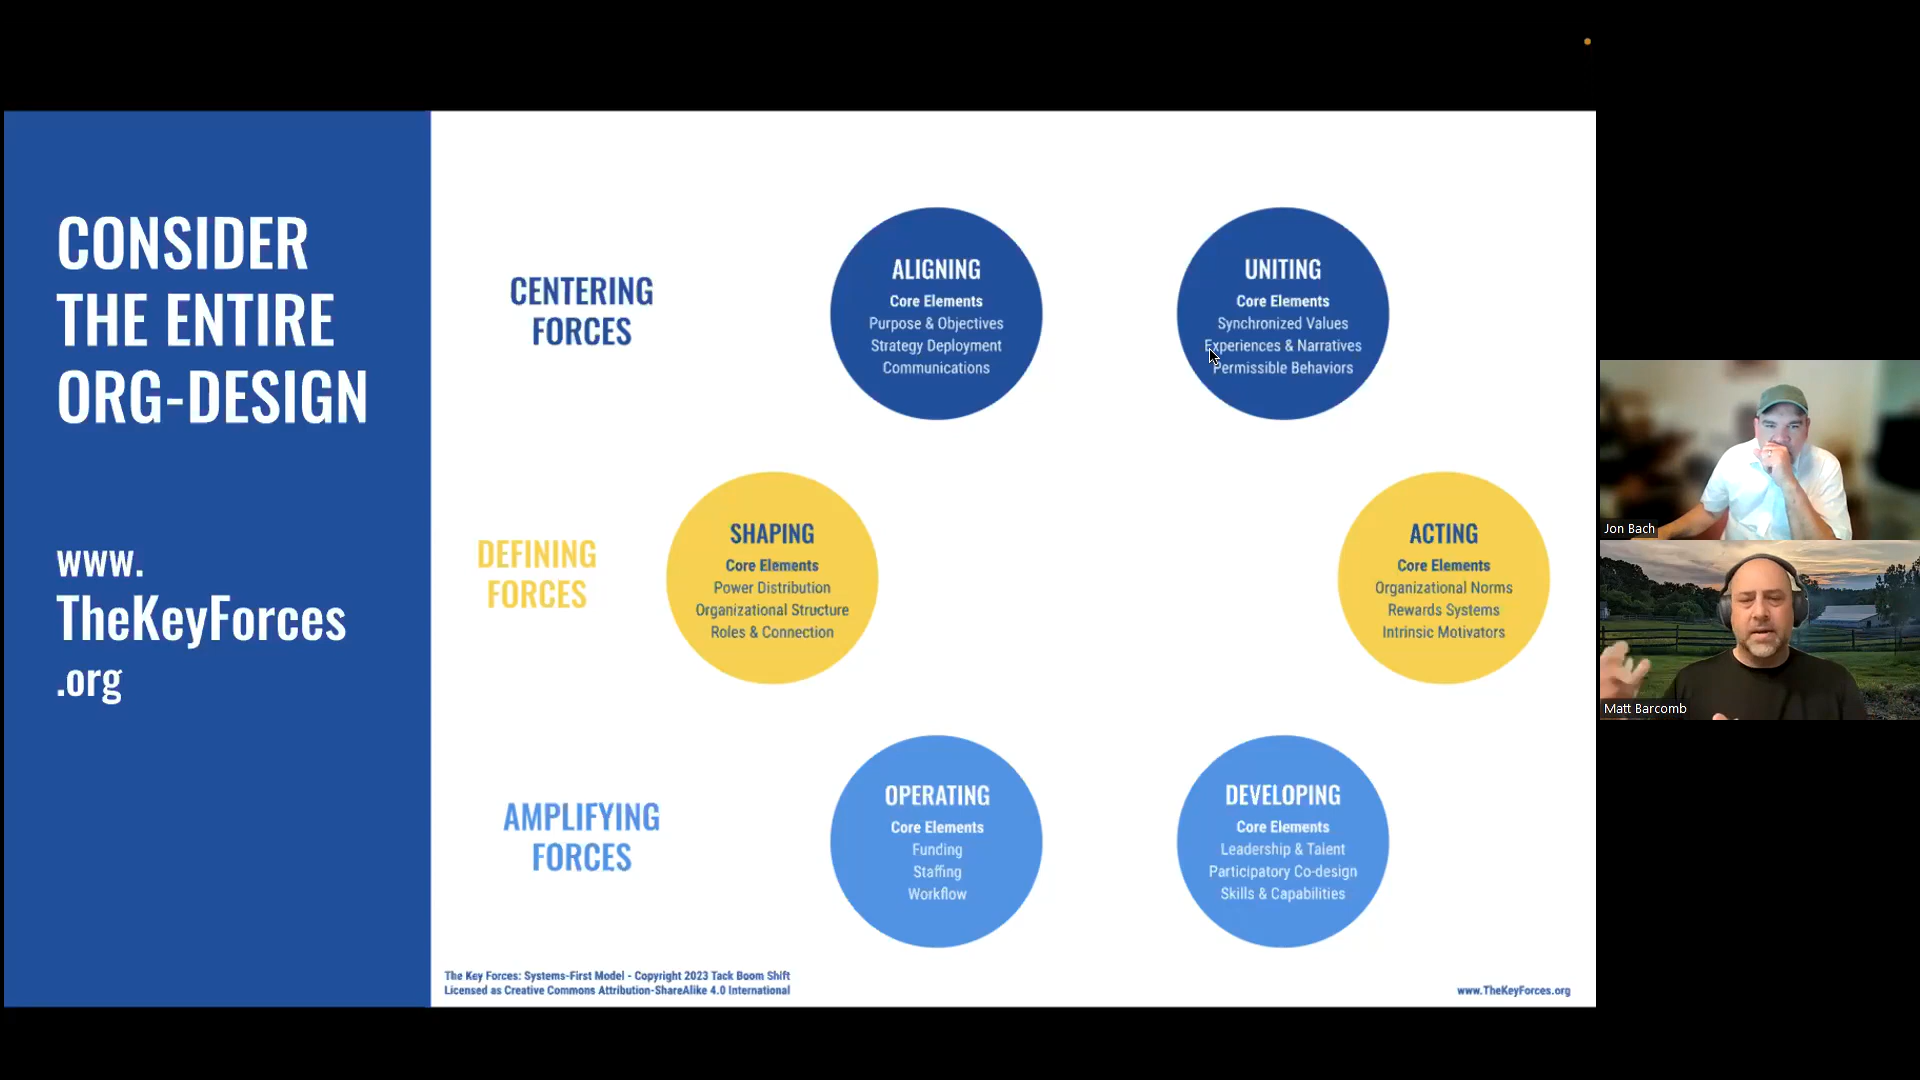 CONSIDER
THE ENTIRE
ORG-DESIGN
www.
TheKeyForces
.org
CENTERING
FORCES
ALIGNING
Core Elements
Purpose & Objectives
Strategy Deployment
Communications
UNITING
Core Elements
Synchronized Values
Experiences & Narratives
Permissible Behaviors
DEFINING
FORCES
SHAPING
Core Elements
Power Distribution
Organizational Structure
Roles & Connection
ACTING
Core Elements
Organizational Norms
Rewards Systems
Intrinsic Motivators
AMPLIFYING
FORCES
OPERATING
Core Elements
Funding
Staffing
Workflow
DEVELOPING
Core Elements
Leadership & Talent
Participatory Co-design
Skills & Capabilities
The Key Forces: Systems-First Model - Copyright 2023 Tack Boom Shift
Licensed as Creative Commons Attribution-ShareAlike 4.0 International
www.TheKeyForces.org
Jon Bach
Matt Barcomb